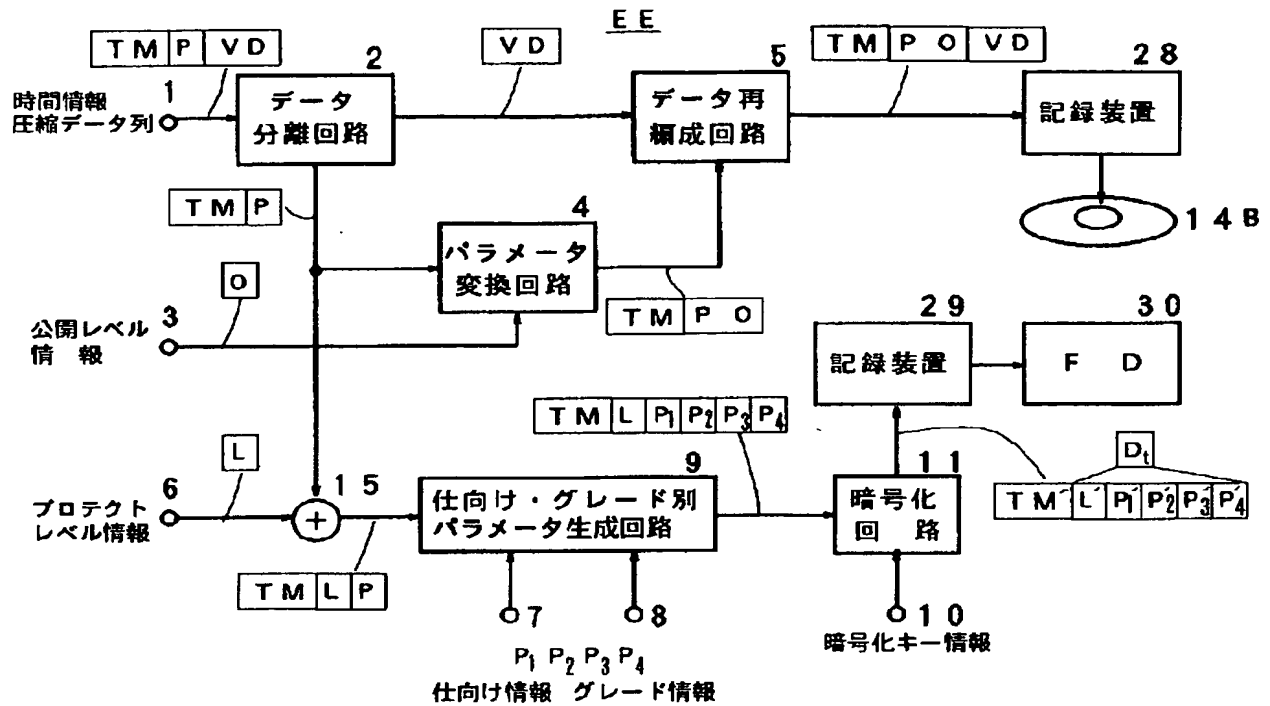 EE
TM P VD
VD
TM P O VD
1
2
5
28
時間情報
圧縮データ列
データ
分離回路
データ再
編成回路
記録装置
TM P
4
14B
パラメータ
変換回路
O
3
公開レベル
情 報
TM P O
29
30
記録装置
F D
TM L P₁ P₂ P₃ P₄
L
Dₜ
6
15
9
11
プロテクト
レベル情報
+
仕向け・グレード別
パラメータ生成回路
暗号化
回 路
TM´ L´ P₁´ P₂´ P₃´ P₄´
TM L P
7
8
10
暗号化キー情報
P₁ P₂ P₃ P₄
仕向け情報 グレード情報